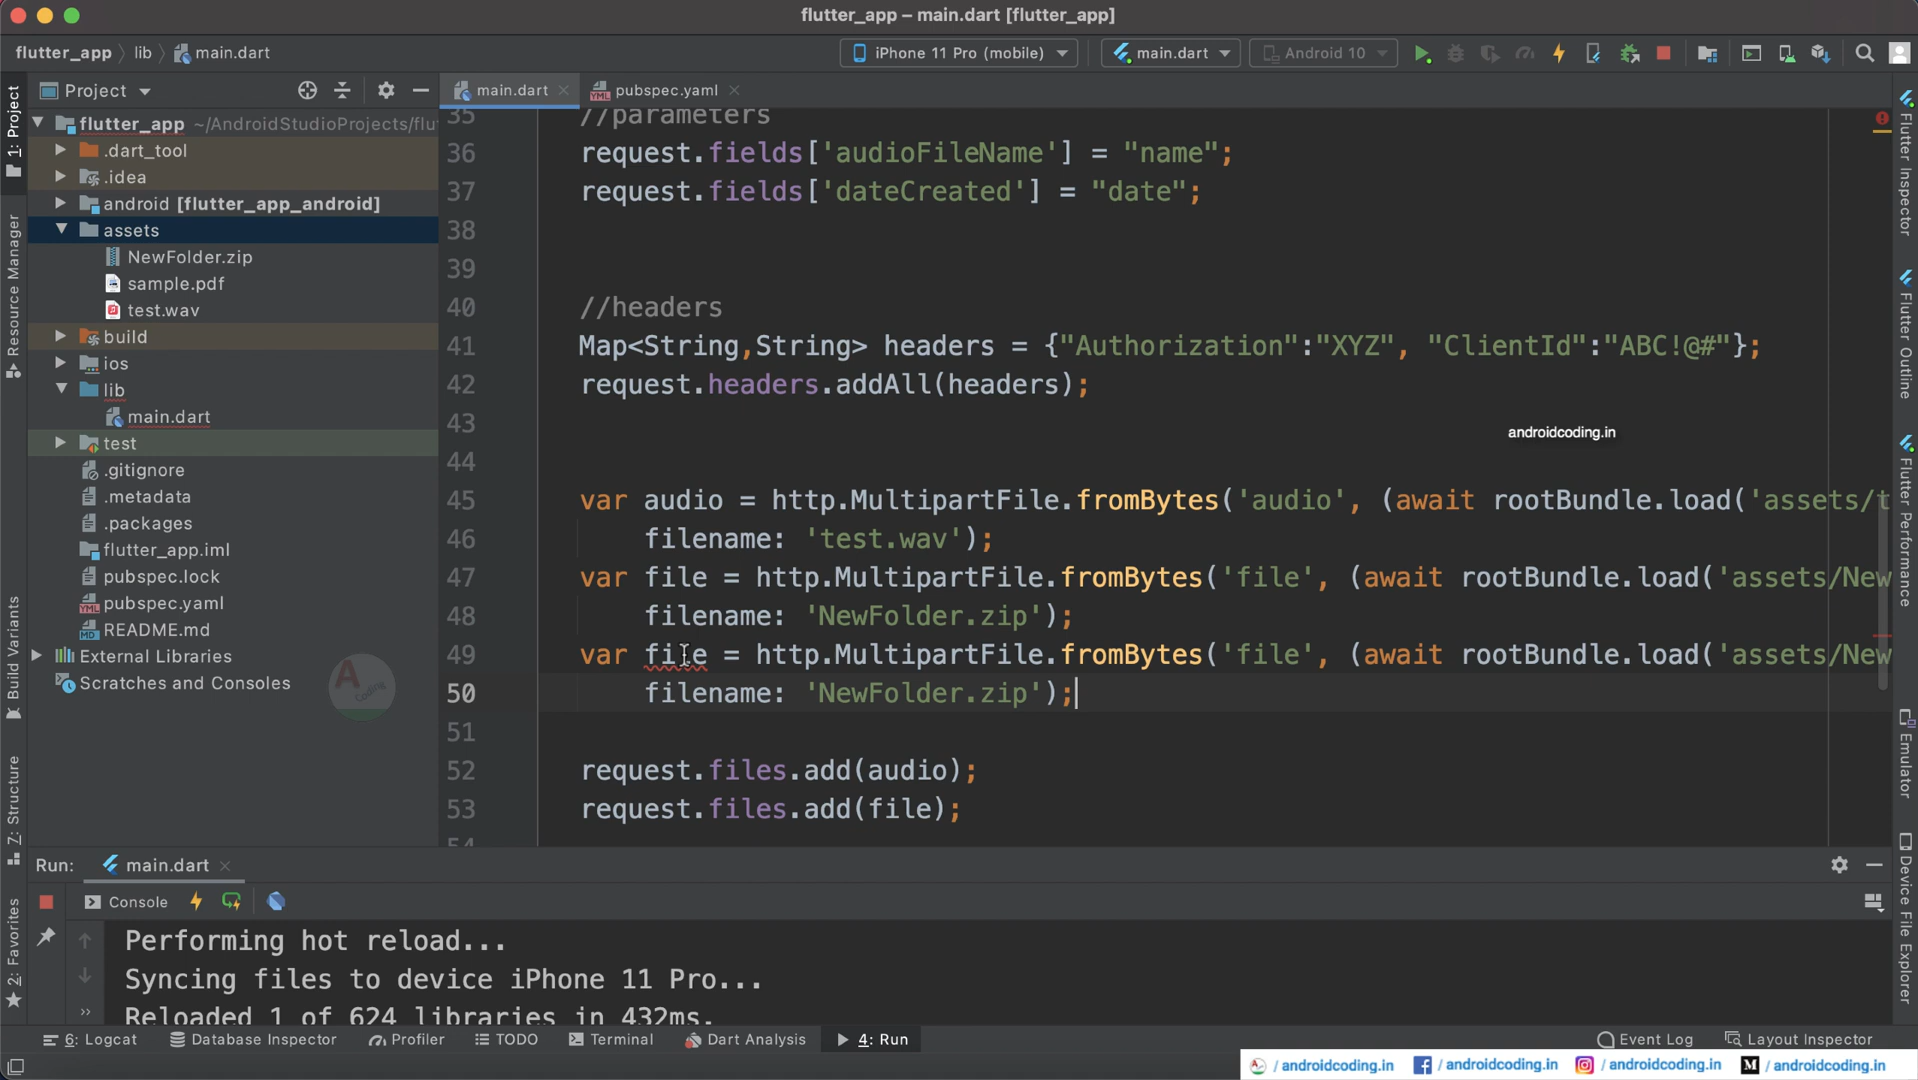 flutter_app – main.dart [flutter_app]
flutter_app lib main.dart
iPhone 11 Pro (mobile) main.dart Android 10
Project
main.dart
pubspec.yaml
flutter_app ~/AndroidStudioProjects/flu
.dart_tool
.idea
android [flutter_app_android]
assets
NewFolder.zip
sample.pdf
test.wav
build
ios
lib
main.dart
test
.gitignore
.metadata
.packages
flutter_app.iml
pubspec.lock
pubspec.yaml
README.md
External Libraries
Scratches and Consoles
1: Project
Resource Manager
Build Variants
Z: Structure
2: Favorites
35 //parameters
36 request.fields['audioFileName'] = "name";
37 request.fields['dateCreated'] = "date";
38
39
40 //headers
41 Map<String,String> headers = {"Authorization":"XYZ", "ClientId":"ABC!@#"};
42 request.headers.addAll(headers);
43
androidcoding.in
44
45 var audio = http.MultipartFile.fromBytes('audio', (await rootBundle.load('assets/t
46 filename: 'test.wav');
47 var file = http.MultipartFile.fromBytes('file', (await rootBundle.load('assets/New
48 filename: 'NewFolder.zip');
49 var file = http.MultipartFile.fromBytes('file', (await rootBundle.load('assets/New
50 filename: 'NewFolder.zip');
51
52 request.files.add(audio);
53 request.files.add(file);
54
A Coding
Flutter Inspector
Flutter Outline
Flutter Performance
Emulator
Device File Explorer
Run: main.dart
Console
Performing hot reload...
Syncing files to device iPhone 11 Pro...
Reloaded 1 of 624 libraries in 432ms.
6: Logcat Database Inspector Profiler TODO Terminal Dart Analysis 4: Run Event Log Layout Inspector
/ androidcoding.in /androidcoding.in /androidcoding.in / androidcoding.in